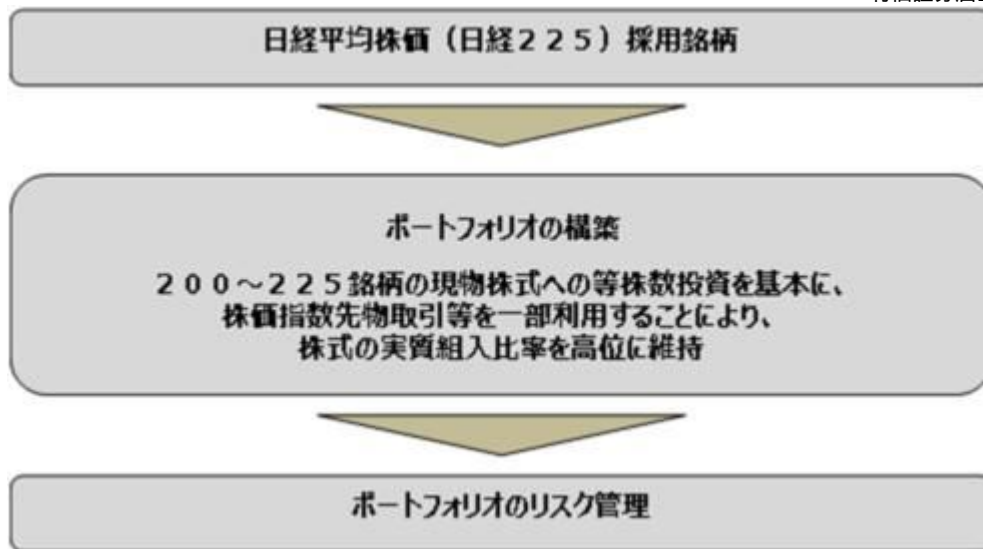 日経平均株価（日経２２５）採用銘柄
ポートフォリオの構築
２００～２２５銘柄の現物株式への等株数投資を基本に、
株価指数先物取引等を一部利用することにより、
株式の実質組入比率を高位に維持
ポートフォリオのリスク管理